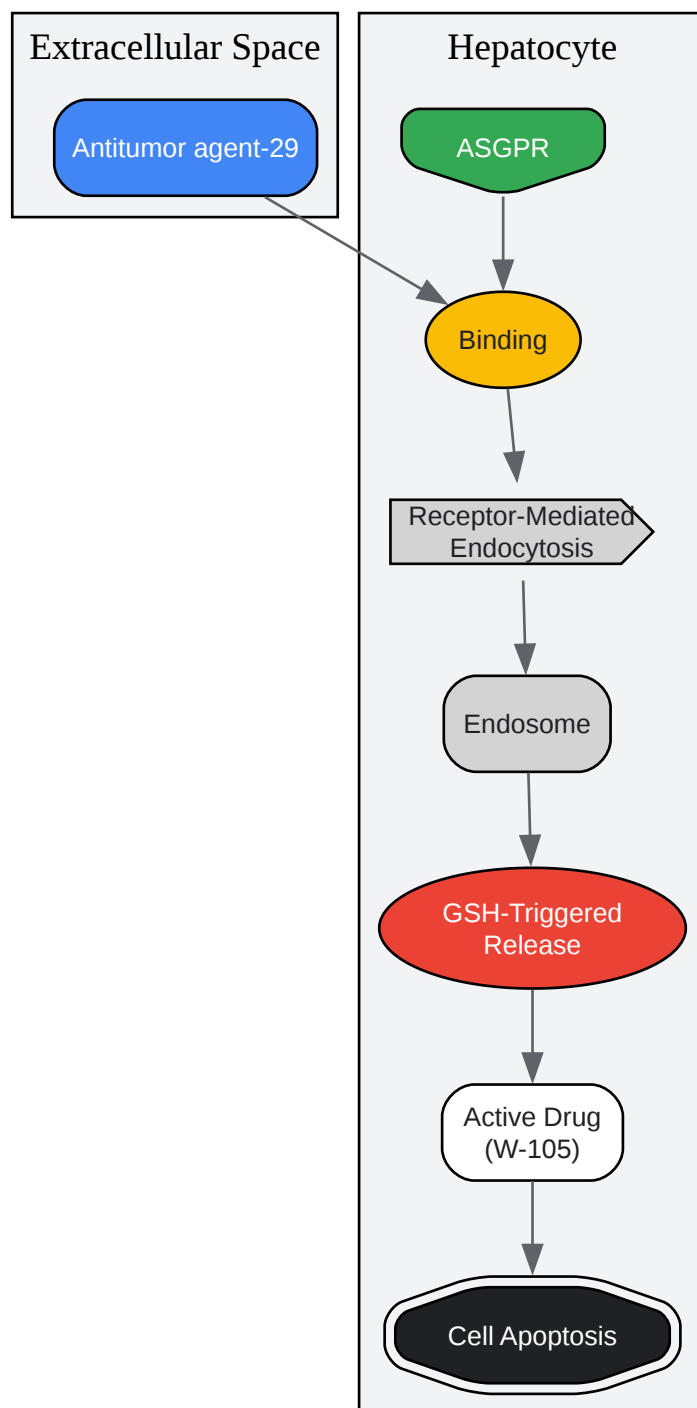 Extracellular Space
Hepatocyte
Antitumor agent-29
ASGPR
Binding
Receptor-Mediated
Endocytosis
Endosome
GSH-Triggered
Release
Active Drug
(W-105)
Cell Apoptosis